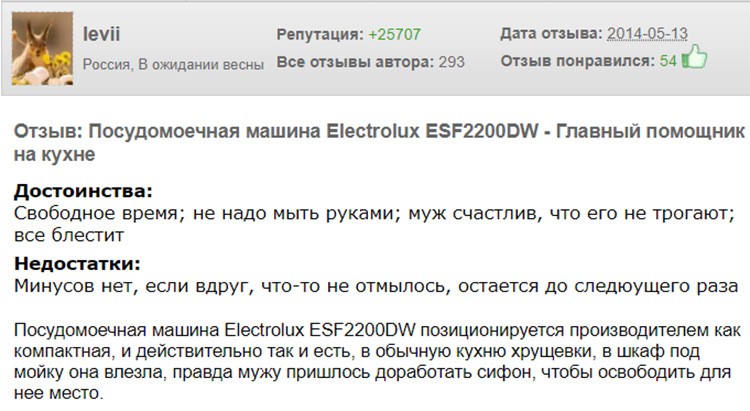 levii
Россия, В ожидании весны
Репутация: +25707
Все отзывы автора: 293
Дата отзыва: 2014-05-13
Отзыв понравился: 54
Отзыв: Посудомоечная машина Electrolux ESF2200DW - Главный помощник
на кухне
Достоинства:
Свободное время; не надо мыть руками; муж счастлив, что его не трогают;
все блестит
Недостатки:
Минусов нет, если вдруг, что-то не отмылось, остается до следюущего раза
Посудомоечная машина Electrolux ESF2200DW позиционируется производителем как
компактная, и действительно так и есть, в обычную кухню хрущевки, в шкаф под
мойку она влезла, правда мужу пришлось доработать сифон, чтобы освободить для
нее место.